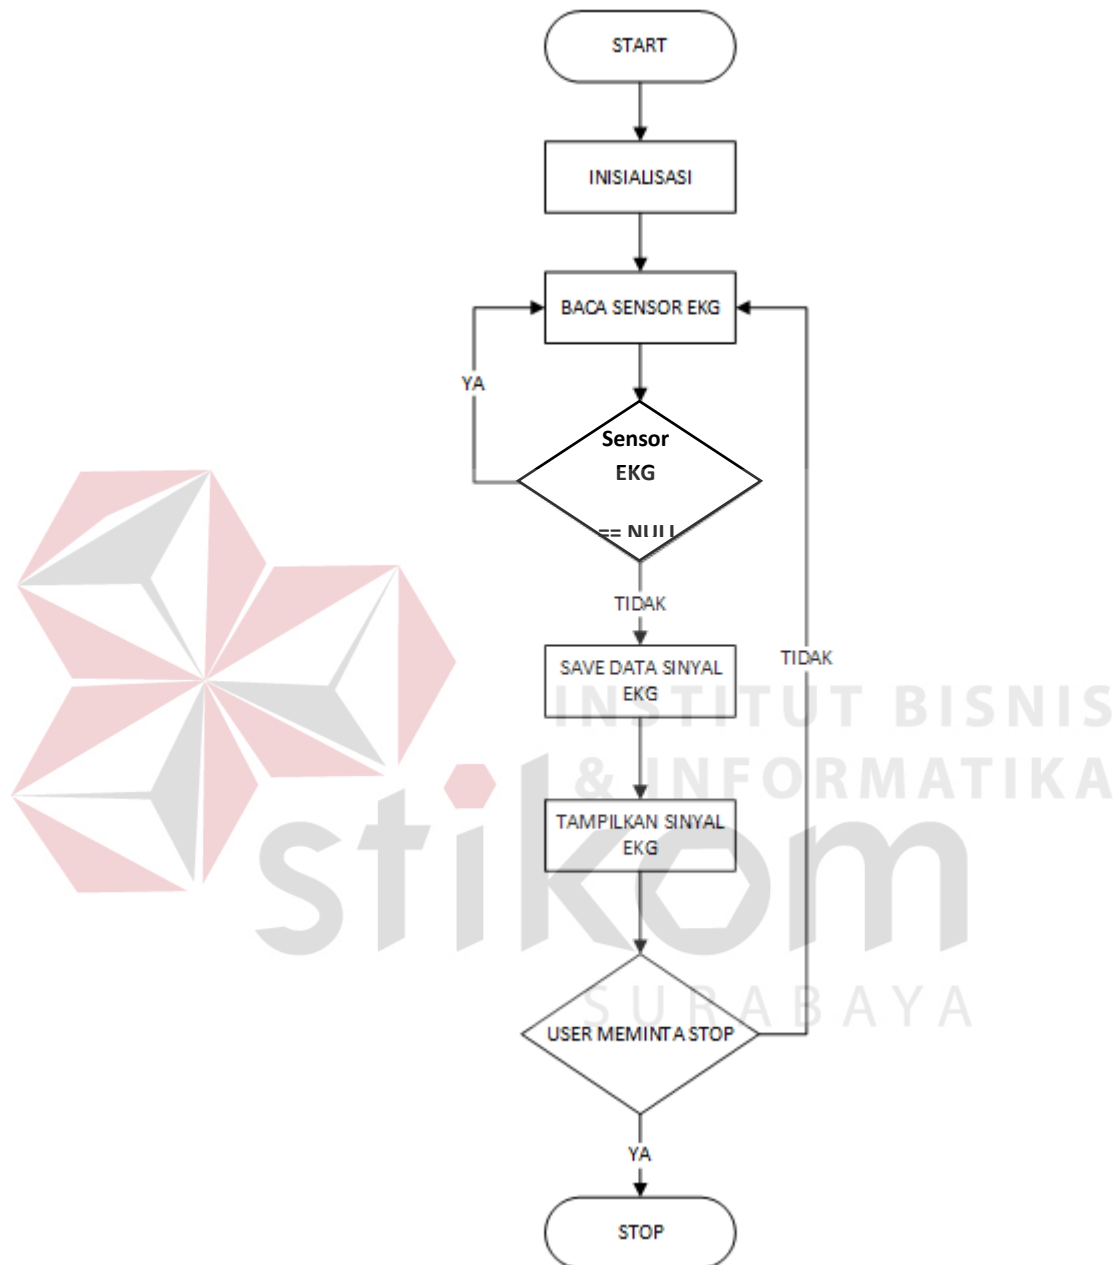 START
INISIALISASI
BACA SENSOR EKG
YA
Sensor
EKG
== NULL
TIDAK
SAVE DATA SINYAL
EKG
TIDAK
INSTITUT BISNIS
& INFORMATIKA
TAMPILKAN SINYAL
EKG
stikom
SURABAYA
USER MEMINTA STOP
YA
STOP